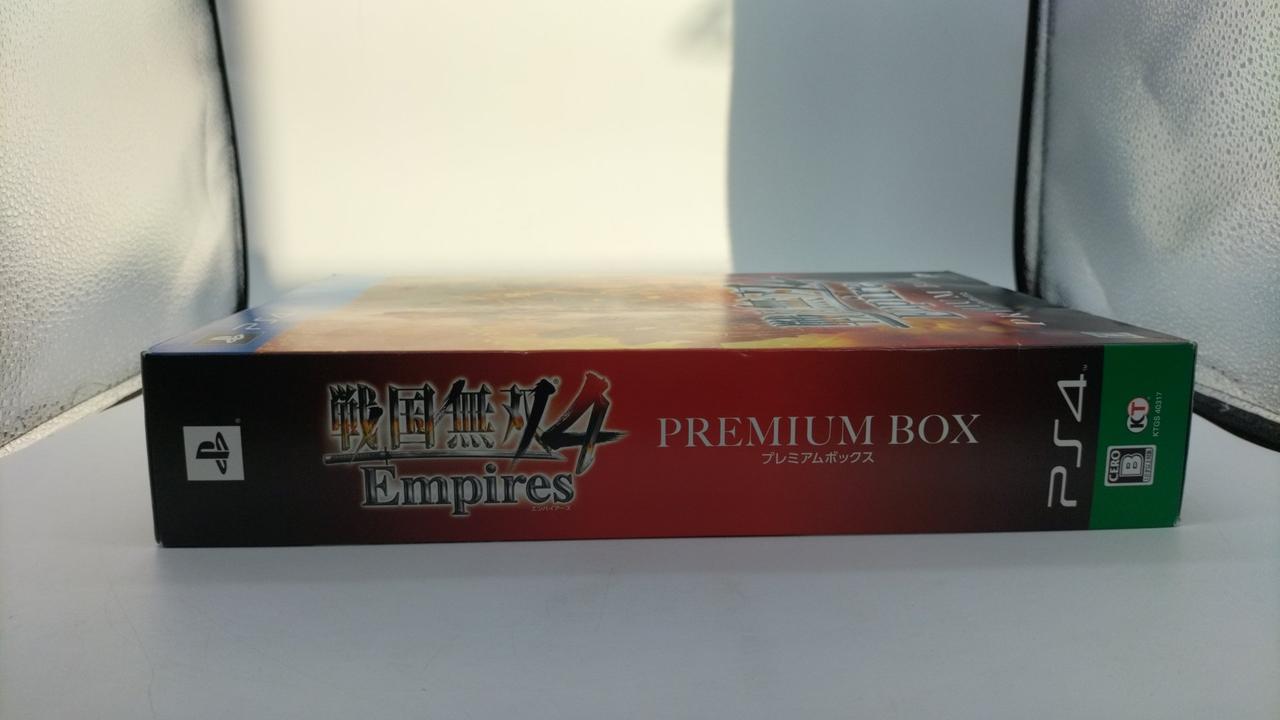 戦国無双4
Empires
エンパイアーズ
PREMIUM BOX
プレミアムボックス
PS4
KT
KTGS-40317
CERO
B